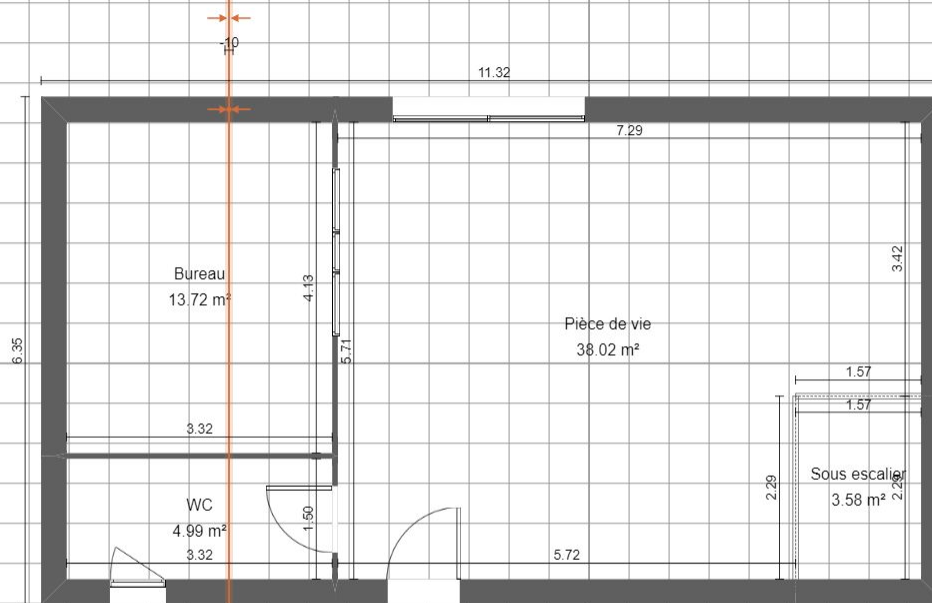 -10
11.32
7.29
3.42
Bureau
13.72 m²
4.13
Pièce de vie
38.02 m²
6.35
5.71
1.57
1.57
3.32
Sous escalier
3.58 m²
2.29
2.29
WC
4.99 m²
1.50
3.32
5.72